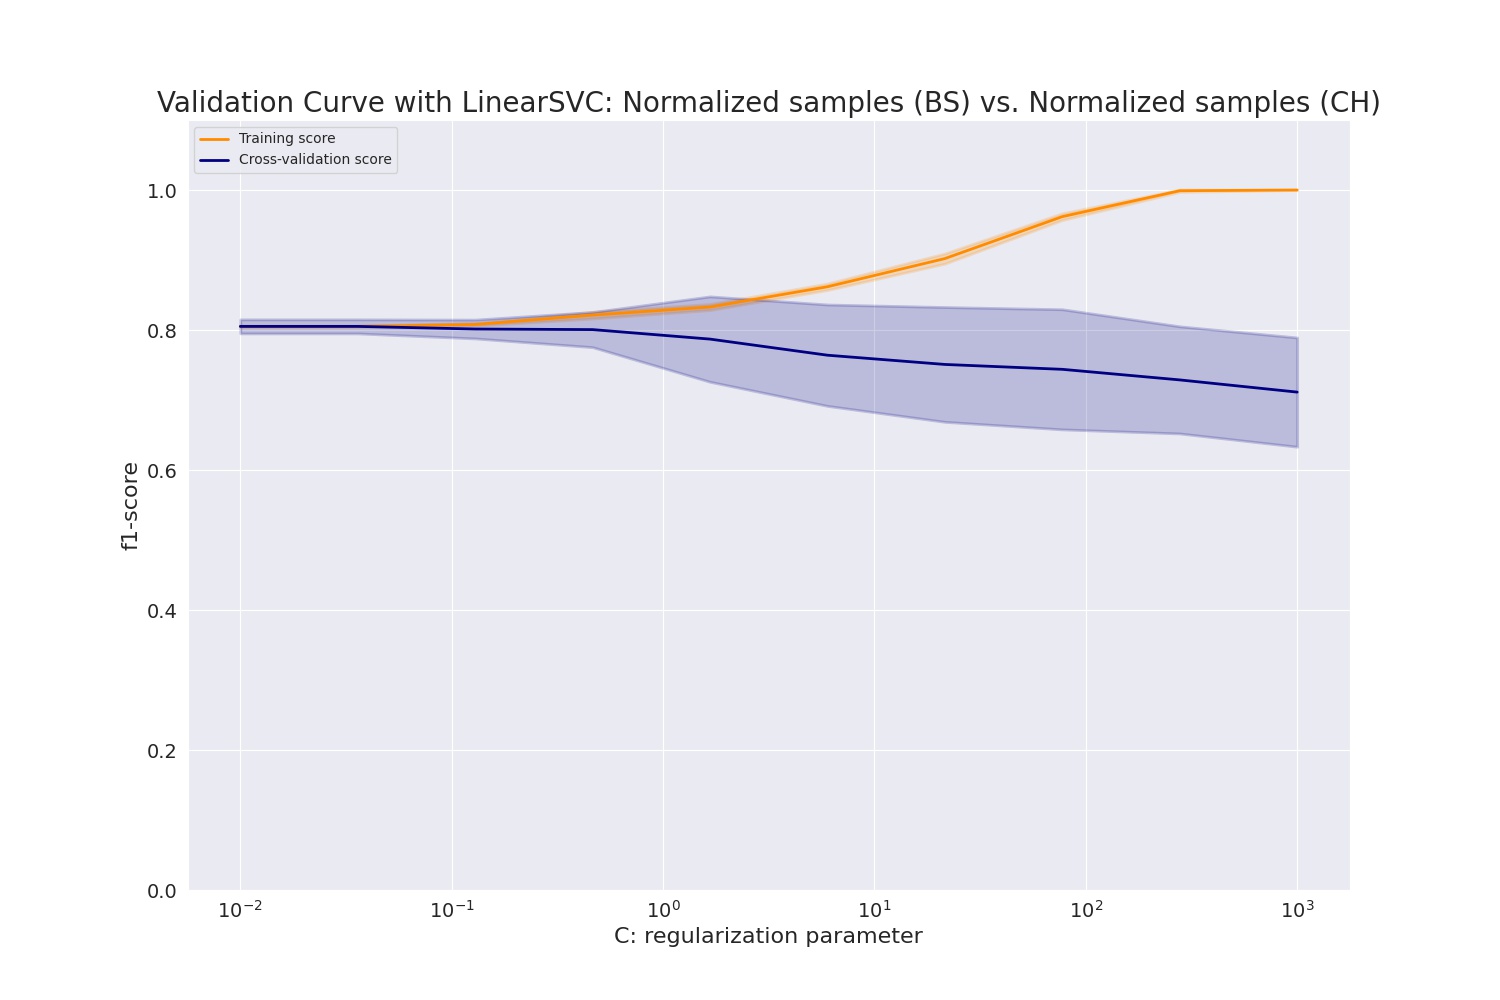 Validation Curve with LinearSVC: Normalized samples (BS) vs. Normalized samples (CH)
Training score
Cross-validation score
1.0
0.8
0.6
0.4
0.2
0.0
f1-score
10⁻² 10⁻¹ 10⁰ 10¹ 10² 10³
C: regularization parameter